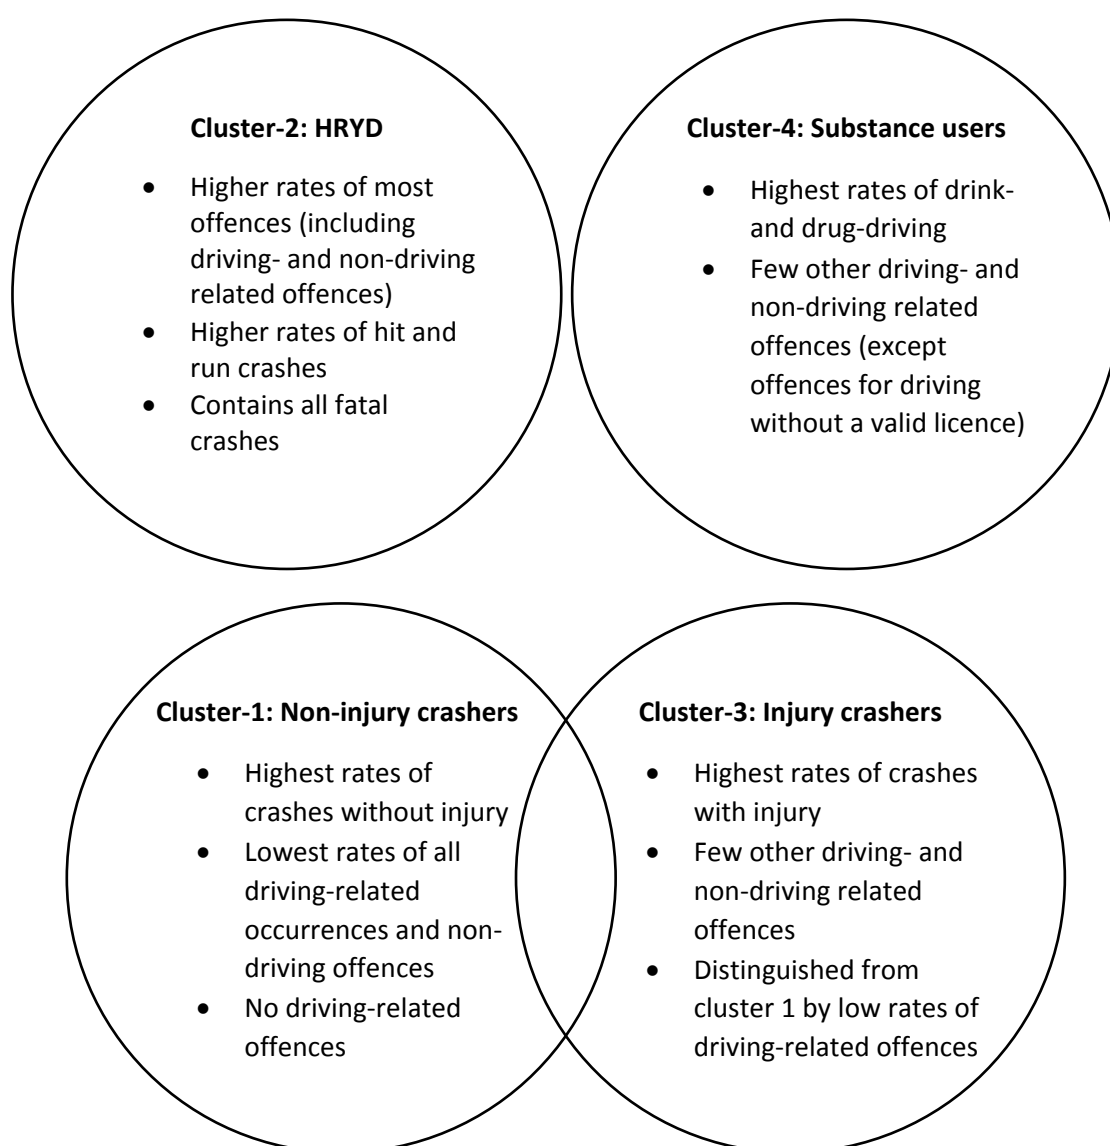 Cluster-2: HRYD
• Higher rates of most
offences (including
driving- and non-driving
related offences)
• Higher rates of hit and
run crashes
• Contains all fatal
crashes
Cluster-4: Substance users
• Highest rates of drink-
and drug-driving
• Few other driving- and
non-driving related
offences (except
offences for driving
without a valid licence)
Cluster-1: Non-injury crashers
• Highest rates of
crashes without injury
• Lowest rates of all
driving-related
occurrences and non-
driving offences
• No driving-related
offences
Cluster-3: Injury crashers
• Highest rates of crashes
with injury
• Few other driving- and
non-driving related
offences
• Distinguished from
cluster 1 by low rates of
driving-related offences